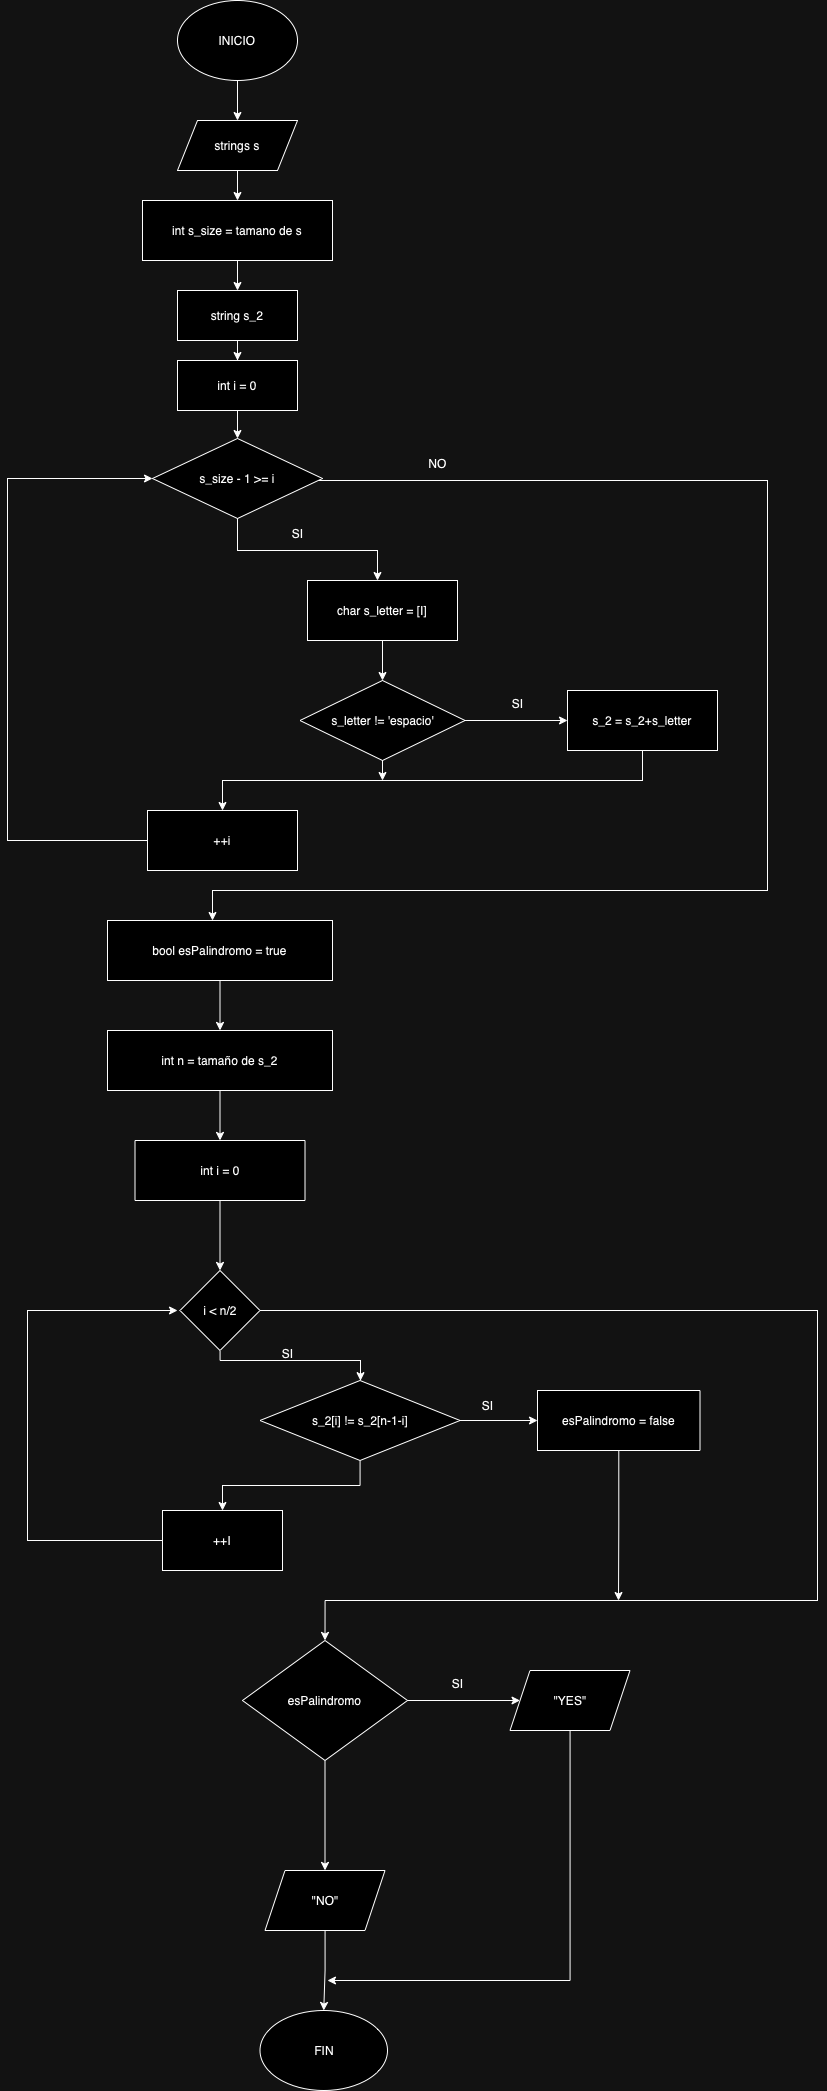 INICIO
strings s
int s_size = tamano de s
string s_2
int i = 0
s_size - 1 >= i
NO
SI
char s_letter = [I]
s_letter != 'espacio'
SI
s_2 = s_2+s_letter
++i
bool esPalindromo = true
int n = tamaño de s_2
int i = 0
i < n/2
SI
s_2[i] != s_2[n-1-i]
SI
esPalindromo = false
++I
esPalindromo
SI
"YES"
"NO"
FIN